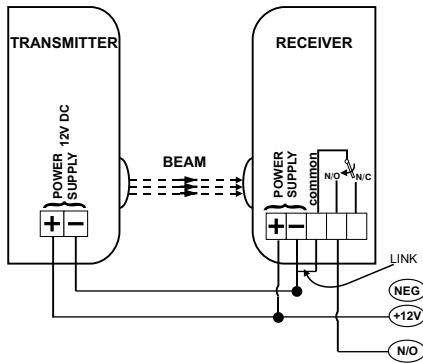 TRANSMITTER
POWER 12V DC
SUPPLY
+ −
BEAM
RECEIVER
POWER
SUPPLY
common
N/O
N/C
+ −
LINK
NEG
+12V
N/O